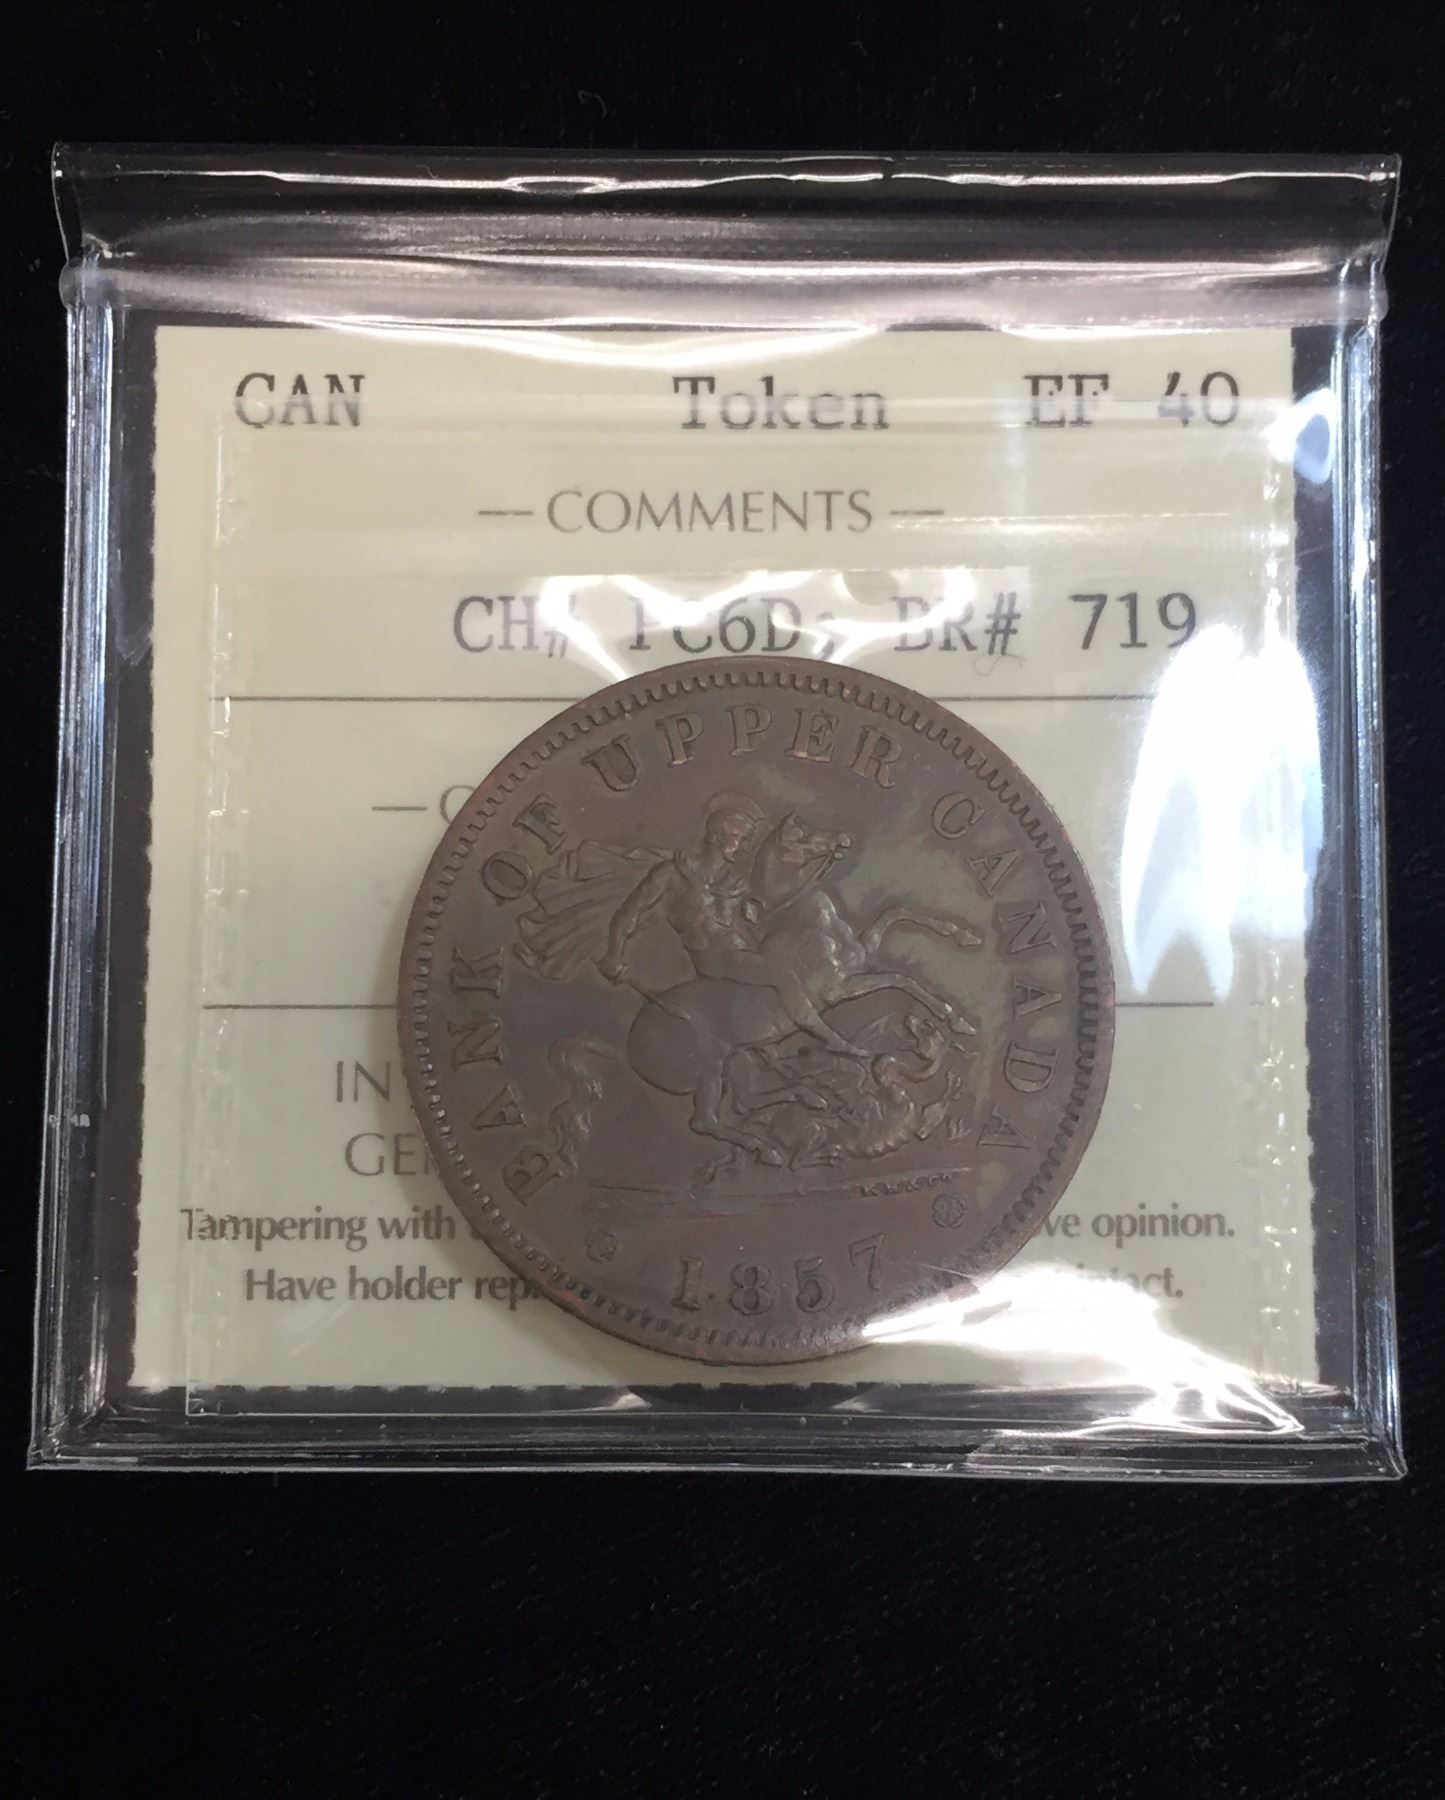 CAN Token EF-40
— COMMENTS —
CH# PC6D; BR# 719
BANK OF UPPER CANADA
1857
Tampering with
ve opinion.
Have holder rep
intact.